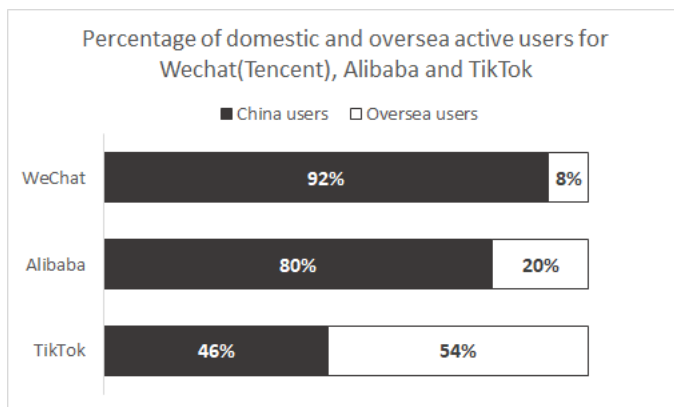 Percentage of domestic and oversea active users for
Wechat(Tencent), Alibaba and TikTok
China users Oversea users
WeChat 92% 8%
Alibaba 80% 20%
TikTok 46% 54%